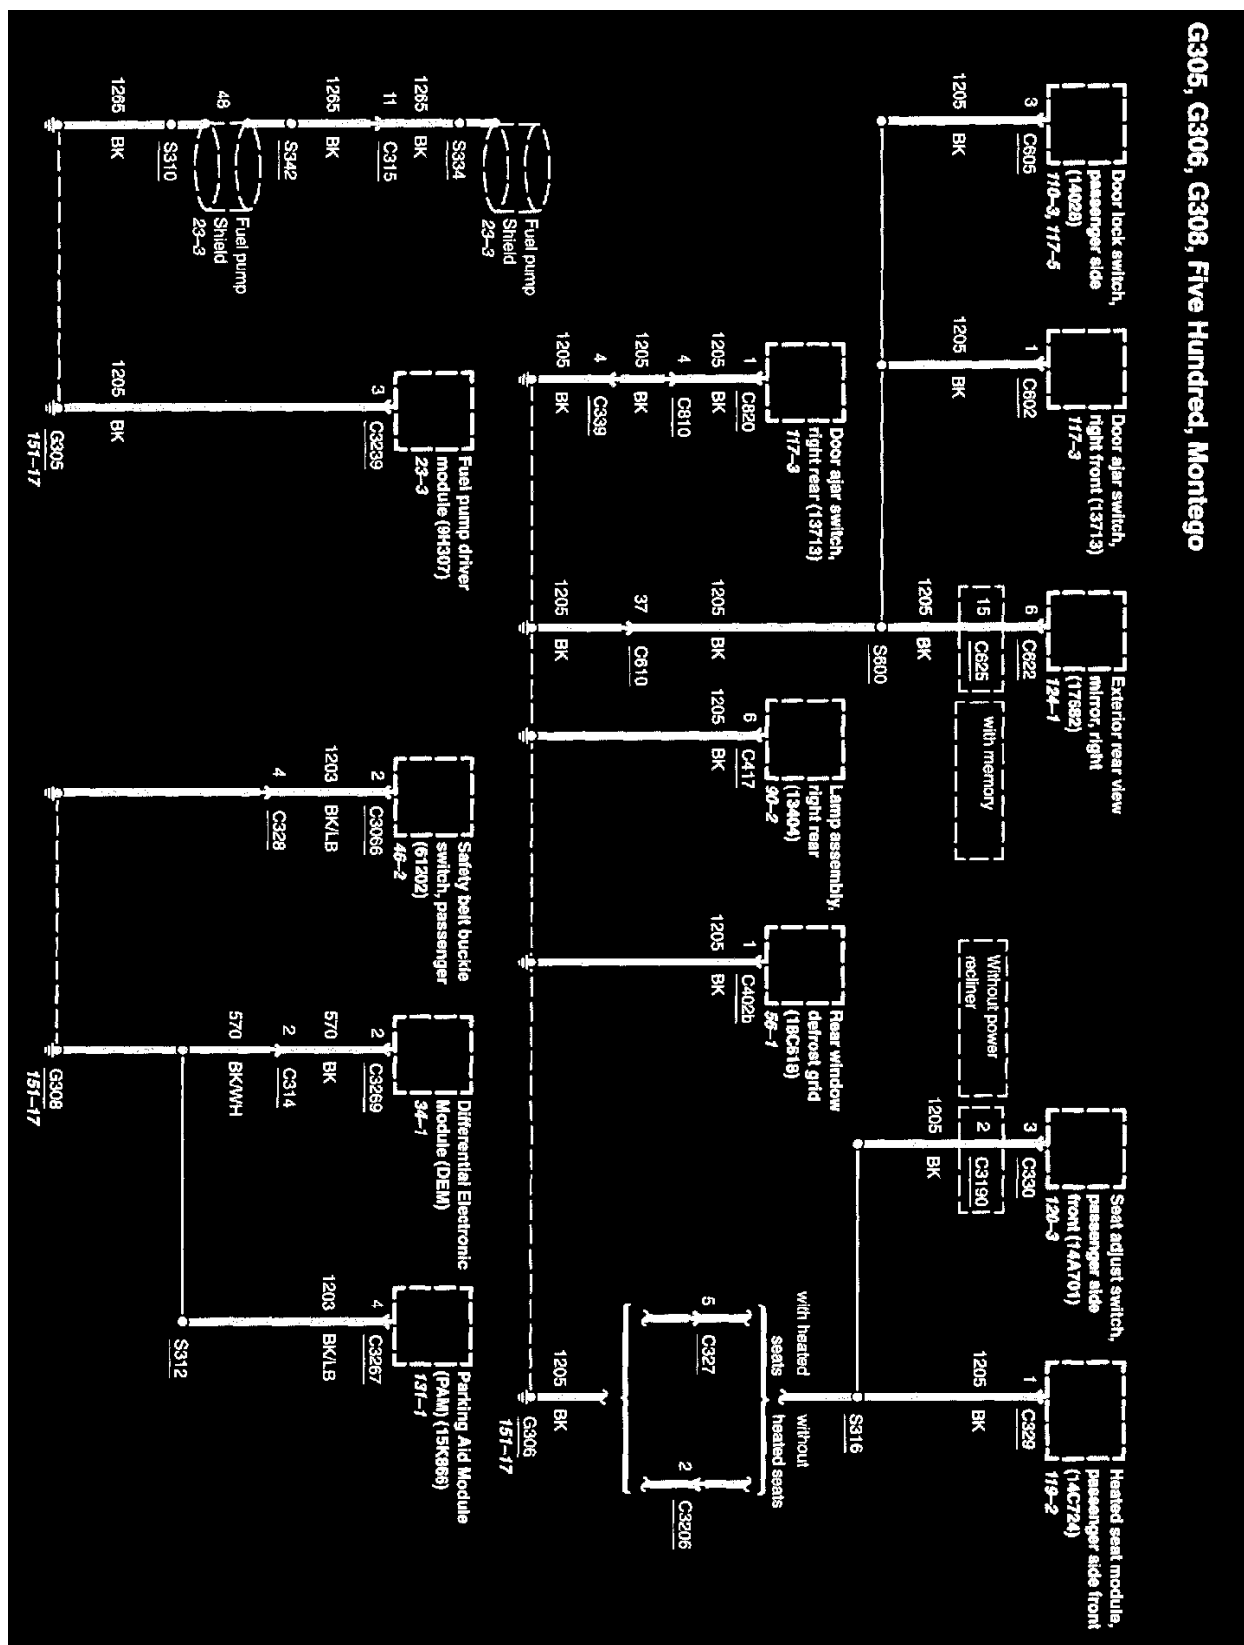 G305, G306, G308, Five Hundred, Montego
Door lock switch,
passenger side
(14028)
110–3, 117–5
3
C605
1205
BK
Door ajar switch,
right front (13713)
117–3
1
C602
1205
BK
Exterior rear view
mirror, right
(17682)
124–1
6
C622
15
C625
with memory
1205
BK
S600
Seat adjust switch,
passenger side
front (14A701)
120–3
3
C330
2
C3190
Without power
recliner
1205
BK
Heated seat module,
passenger side front
(14C724)
119–2
1
C329
1205
BK
S316
Door ajar switch,
right rear (13713)
117–3
1
C820
1205
BK
4
C810
1205
BK
4
C339
1205
BK
1205
BK
37
C610
1205
BK
Lamp assembly,
right rear
(13404)
90–2
6
C417
1205
BK
Rear window
defrost grid
(18C618)
56–1
1
C402b
1205
BK
with heated
seats
without
heated seats
5
C327
2
C3206
1205
BK
G306
151–17
Fuel pump
Shield
23–3
S334
1265
BK
11
C315
1265
BK
S342
Fuel pump
Shield
23–3
48
S310
1265
BK
Fuel pump driver
module (9H307)
23–3
3
C3239
1205
BK
G305
151–17
Safety belt buckle
switch, passenger
(61202)
46–2
2
C3066
1203
BK/LB
4
C328
Differential Electronic
Module (DEM)
34–1
2
C3269
570
BK
2
C314
570
BK/WH
G308
151–17
Parking Aid Module
(PAM) (15K866)
131–1
4
C3267
1203
BK/LB
S312